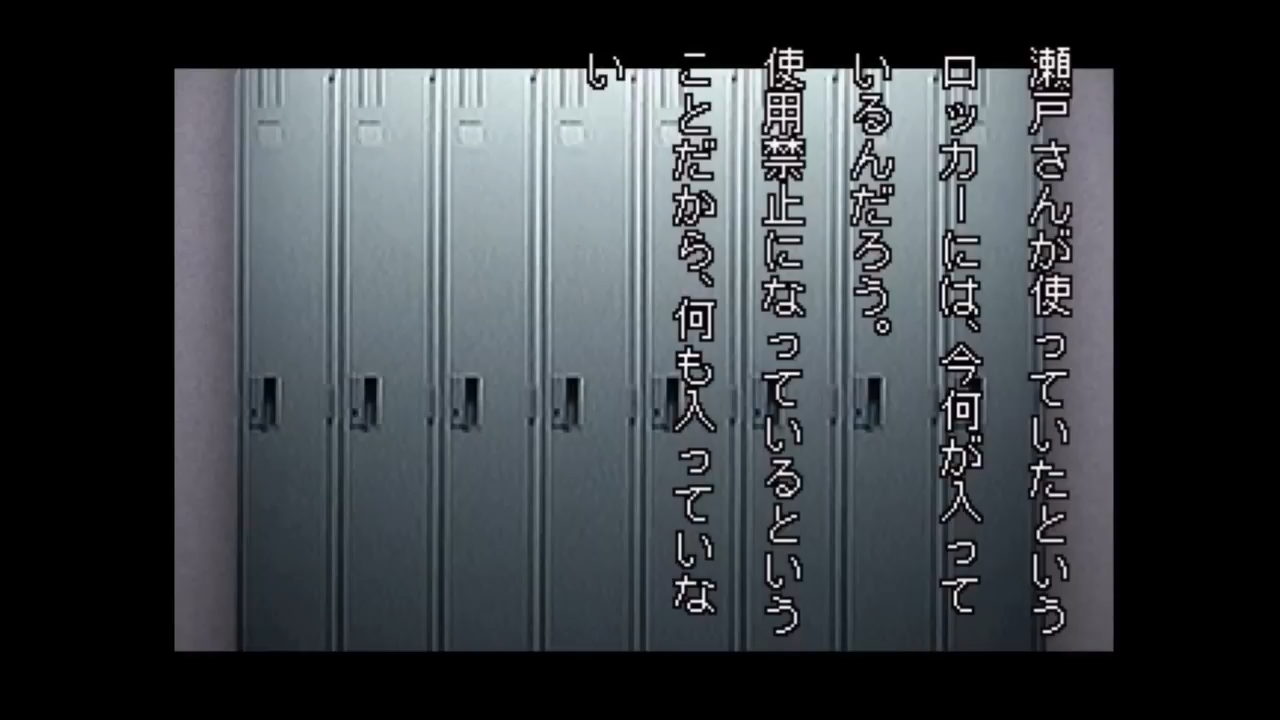 瀬戸さんが使っていたという
ロッカーには、今何が入って
いるんだろう。
使用禁止になっているという
ことだから、何も入っていな
い